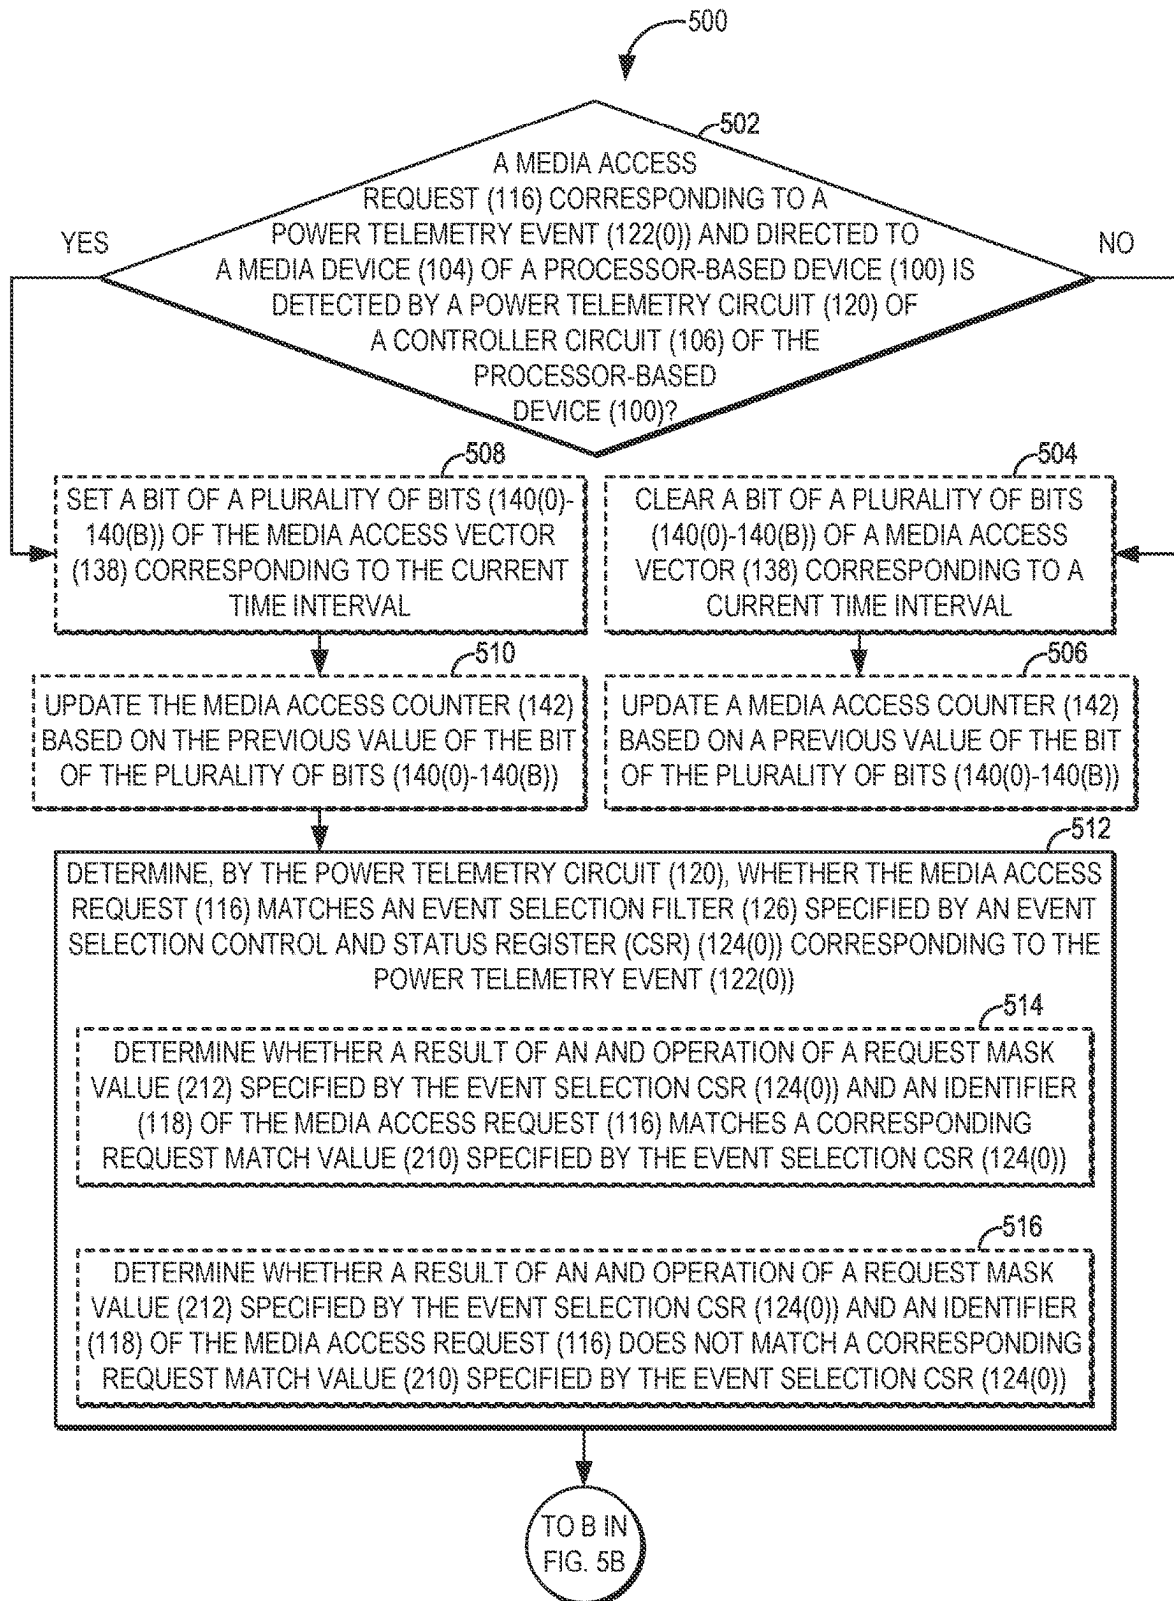 500
502
A MEDIA ACCESS
REQUEST (116) CORRESPONDING TO A
POWER TELEMETRY EVENT (122(0)) AND DIRECTED TO
A MEDIA DEVICE (104) OF A PROCESSOR-BASED DEVICE (100) IS
DETECTED BY A POWER TELEMETRY CIRCUIT (120) OF
A CONTROLLER CIRCUIT (106) OF THE
PROCESSOR-BASED
DEVICE (100)?
YES
NO
508
SET A BIT OF A PLURALITY OF BITS (140(0)-
140(B)) OF THE MEDIA ACCESS VECTOR
(138) CORRESPONDING TO THE CURRENT
TIME INTERVAL
504
CLEAR A BIT OF A PLURALITY OF BITS
(140(0)-140(B)) OF A MEDIA ACCESS
VECTOR (138) CORRESPONDING TO A
CURRENT TIME INTERVAL
510
UPDATE THE MEDIA ACCESS COUNTER (142)
BASED ON THE PREVIOUS VALUE OF THE BIT
OF THE PLURALITY OF BITS (140(0)-140(B))
506
UPDATE A MEDIA ACCESS COUNTER (142)
BASED ON A PREVIOUS VALUE OF THE BIT
OF THE PLURALITY OF BITS (140(0)-140(B))
512
DETERMINE, BY THE POWER TELEMETRY CIRCUIT (120), WHETHER THE MEDIA ACCESS
REQUEST (116) MATCHES AN EVENT SELECTION FILTER (126) SPECIFIED BY AN EVENT
SELECTION CONTROL AND STATUS REGISTER (CSR) (124(0)) CORRESPONDING TO THE
POWER TELEMETRY EVENT (122(0))
514
DETERMINE WHETHER A RESULT OF AN AND OPERATION OF A REQUEST MASK
VALUE (212) SPECIFIED BY THE EVENT SELECTION CSR (124(0)) AND AN IDENTIFIER
(118) OF THE MEDIA ACCESS REQUEST (116) MATCHES A CORRESPONDING
REQUEST MATCH VALUE (210) SPECIFIED BY THE EVENT SELECTION CSR (124(0))
516
DETERMINE WHETHER A RESULT OF AN AND OPERATION OF A REQUEST MASK
VALUE (212) SPECIFIED BY THE EVENT SELECTION CSR (124(0)) AND AN IDENTIFIER
(118) OF THE MEDIA ACCESS REQUEST (116) DOES NOT MATCH A CORRESPONDING
REQUEST MATCH VALUE (210) SPECIFIED BY THE EVENT SELECTION CSR (124(0))
TO B IN
FIG. 5B